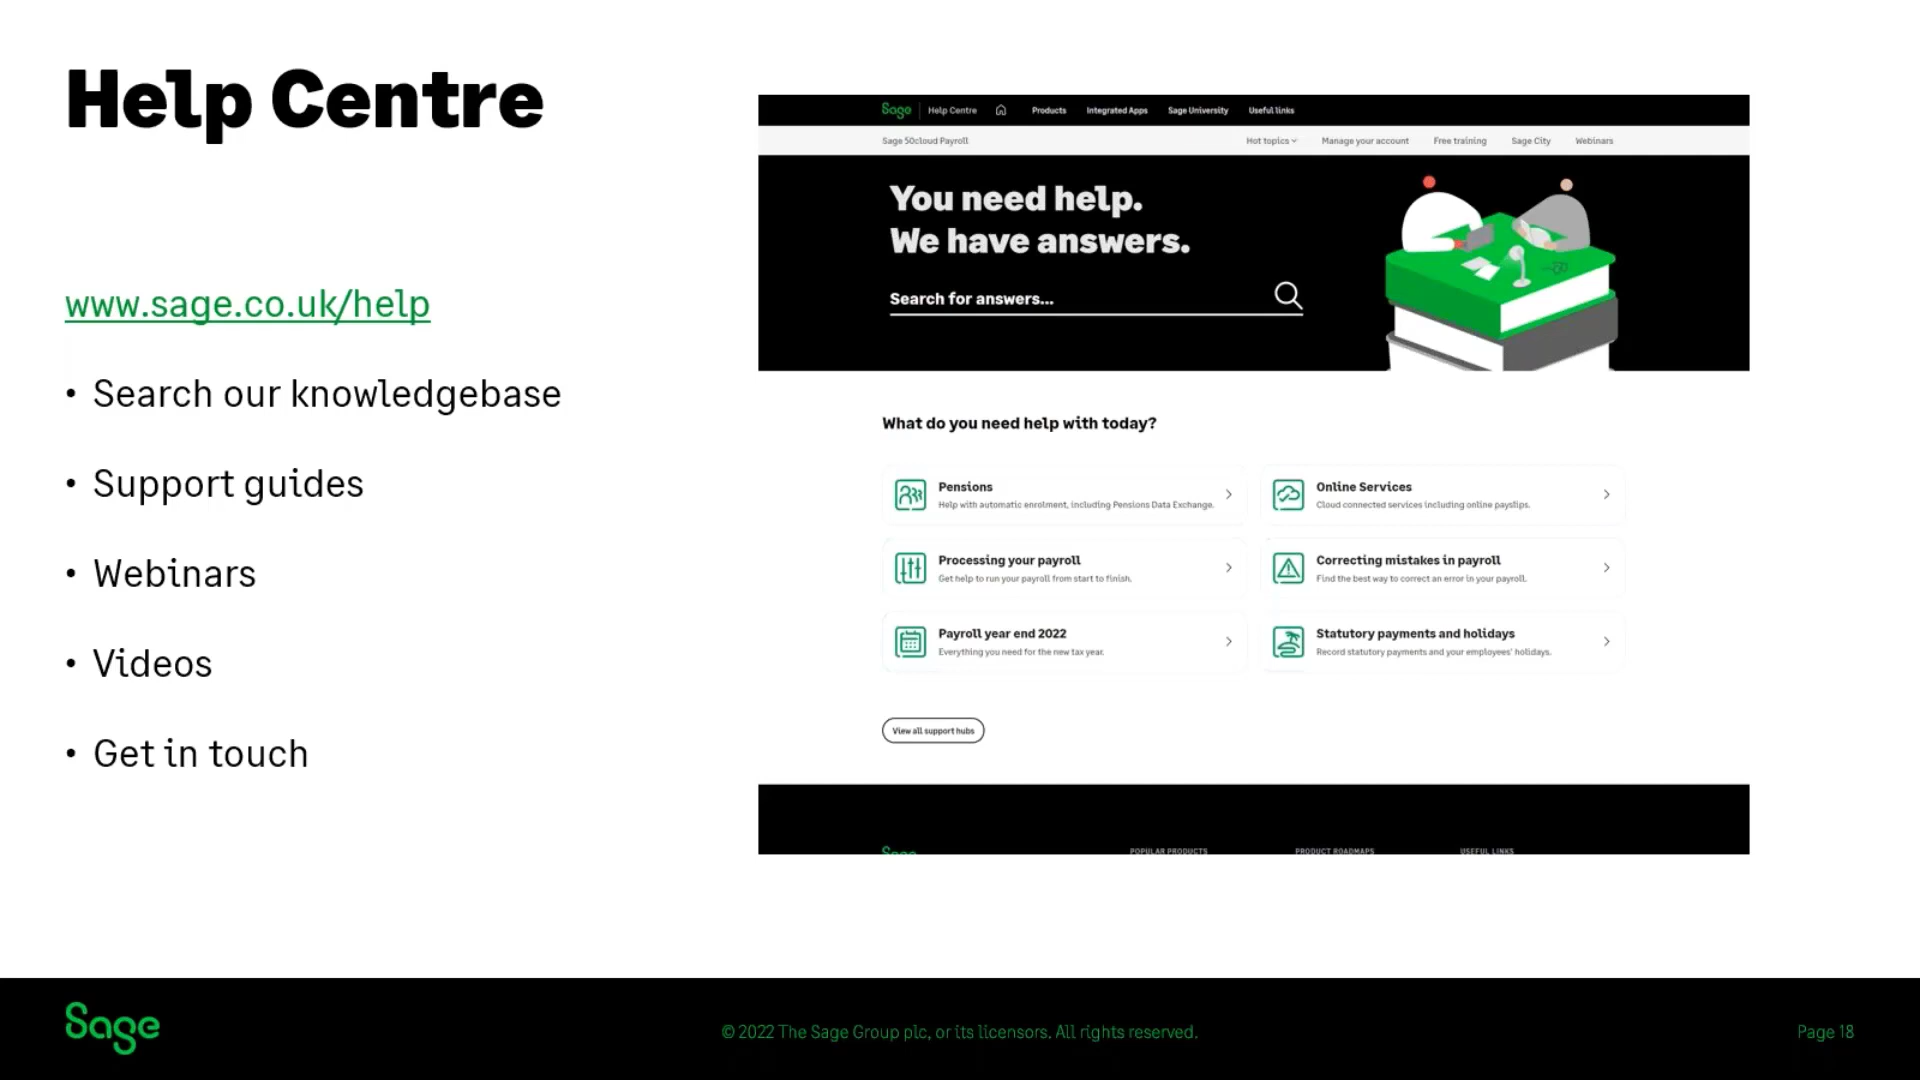 Help Centre
www.sage.co.uk/help
• Search our knowledgebase
• Support guides
• Webinars
• Videos
• Get in touch
Sage Help Centre Products Integrated Apps Sage University Useful links
Sage 50cloud Payroll Hot topics Manage your account Free training Sage City Webinars
You need help.
We have answers.
Search for answers...
What do you need help with today?
Pensions
Help with automatic enrolment, including Pensions Data Exchange.
Online Services
Cloud connected services including online payslips.
Processing your payroll
Get help to run your payroll from start to finish.
Correcting mistakes in payroll
Find the best way to correct an error in your payroll.
Payroll year end 2022
Everything you need for the new tax year.
Statutory payments and holidays
Record statutory payments and your employees' holidays.
View all support hubs
Sage POPULAR PRODUCTS PRODUCT ROADMAPS USEFUL LINKS
Sage
© 2022 The Sage Group plc, or its licensors. All rights reserved.
Page 18